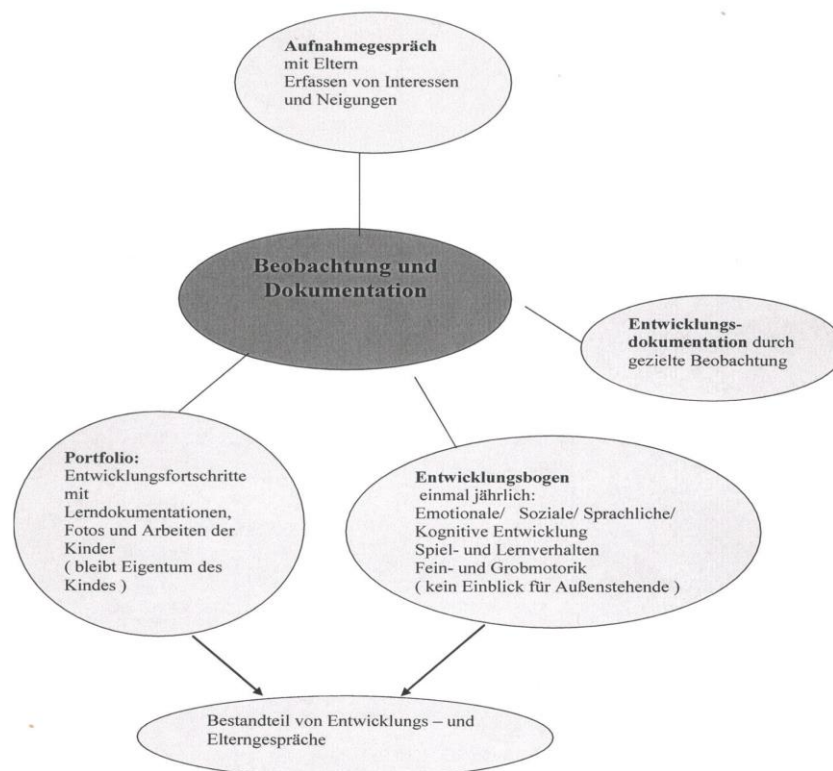 Aufnahmegespräch
mit Eltern
Erfassen von Interessen
und Neigungen
Beobachtung und
Dokumentation
Entwicklungs-
dokumentation durch
gezielte Beobachtung
Portfolio:
Entwicklungsfortschritte
mit
Lerndokumentationen,
Fotos und Arbeiten der
Kinder
( bleibt Eigentum des
Kindes )
Entwicklungsbogen
einmal jährlich:
Emotionale/ Soziale/ Sprachliche/
Kognitive Entwicklung
Spiel- und Lernverhalten
Fein- und Grobmotorik
( kein Einblick für Außenstehende )
Bestandteil von Entwicklungs – und
Elterngespräche